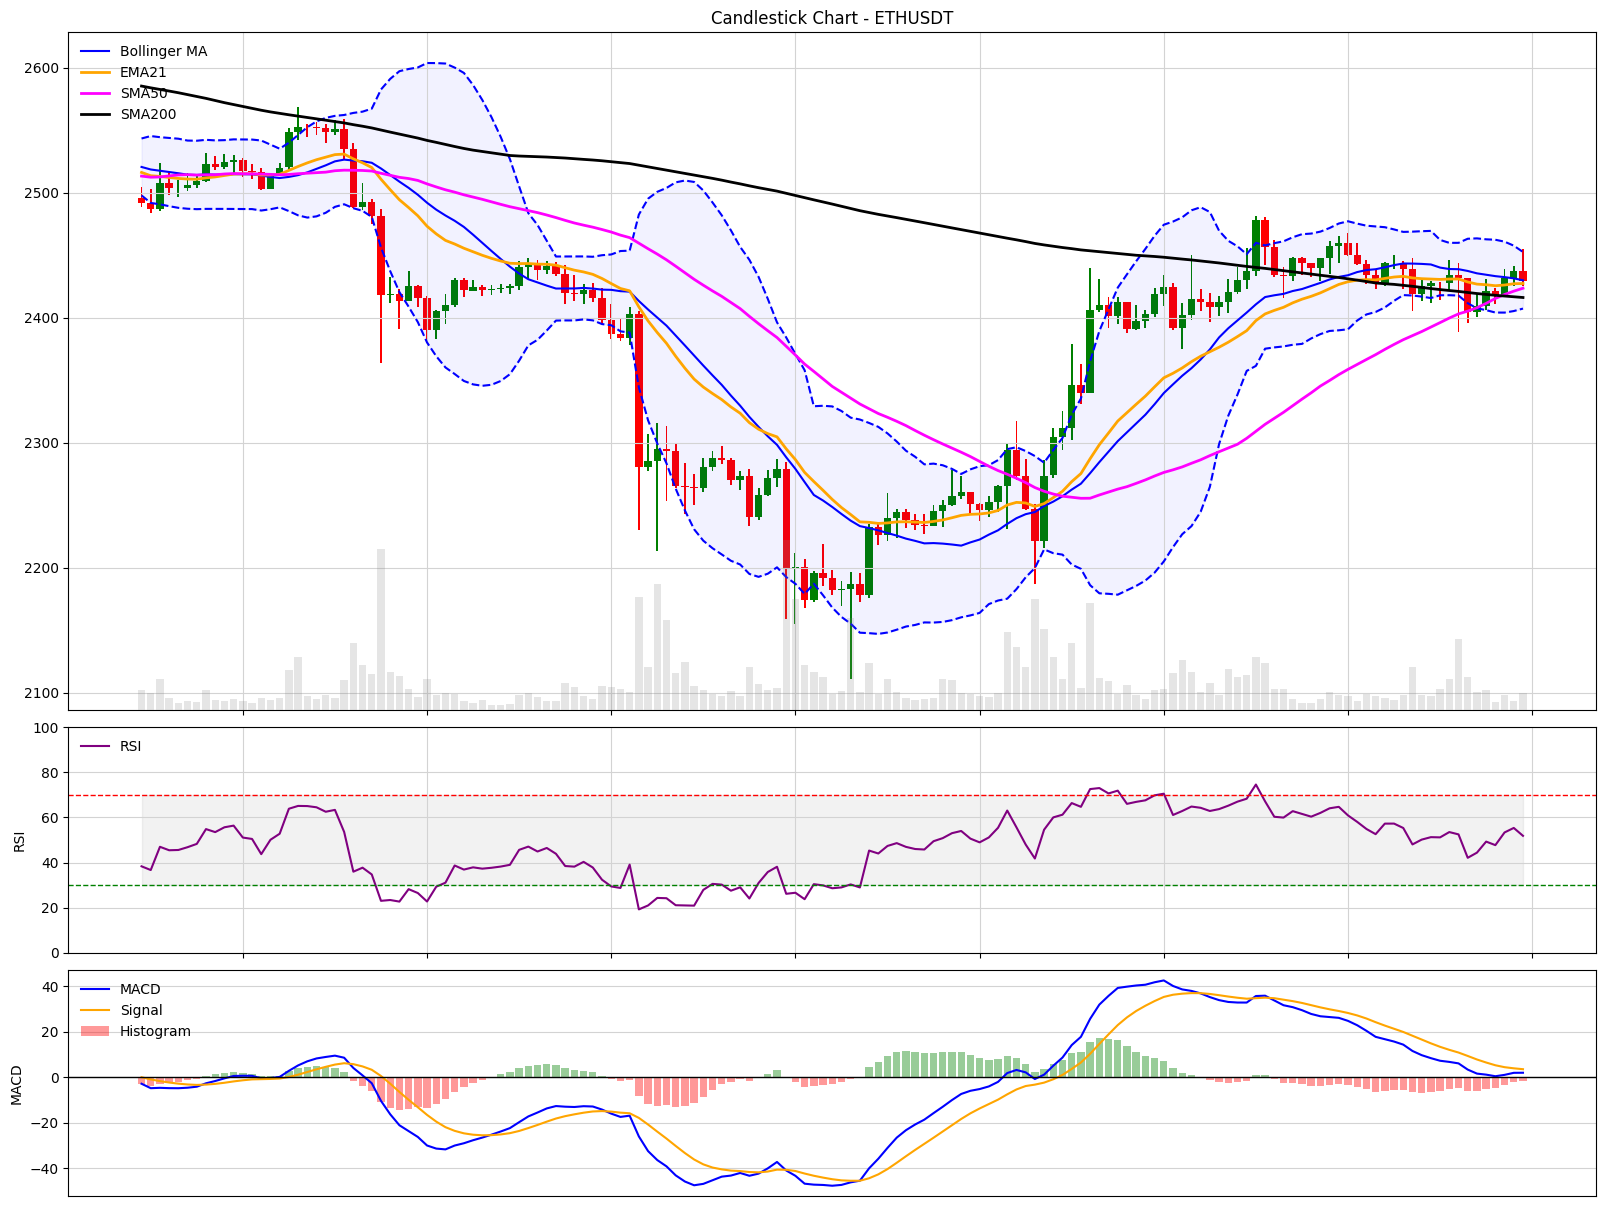 Candlestick Chart - ETHUSDT
Bollinger MA
EMA21
SMA50
SMA200
2600
2500
2400
2300
2200
2100
RSI
100
80
60
40
20
0
RSI
MACD
Signal
Histogram
40
20
0
−20
−40
MACD